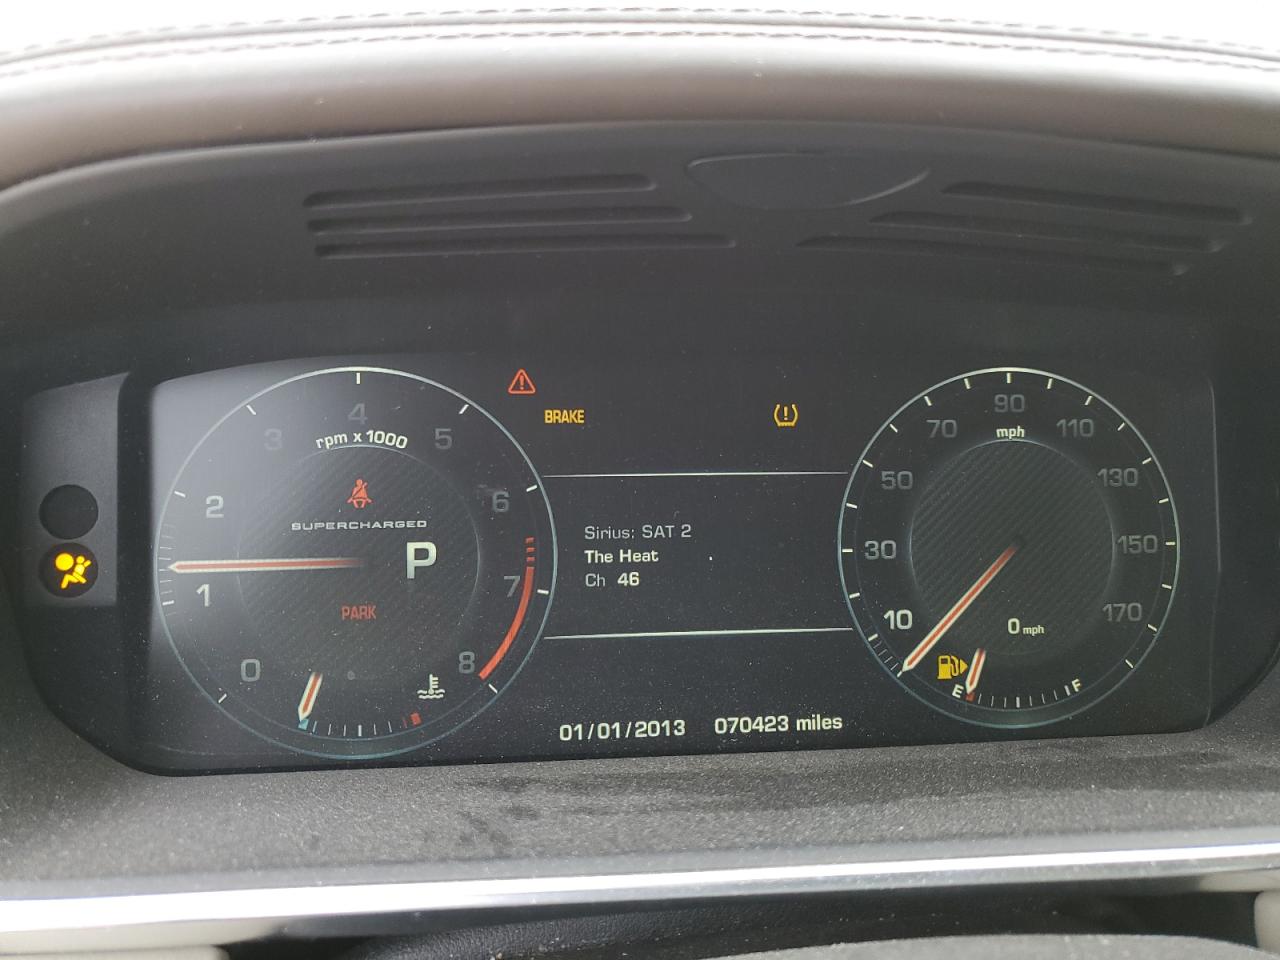 BRAKE
4
3
5
rpm x 1000
2
6
SUPERCHARGED
P
1
7
PARK
0
8
Sirius: SAT 2
The Heat
Ch 46
01/01/2013 070423 miles
90
70
110
mph
50
130
30
150
10
170
0 mph
E
F